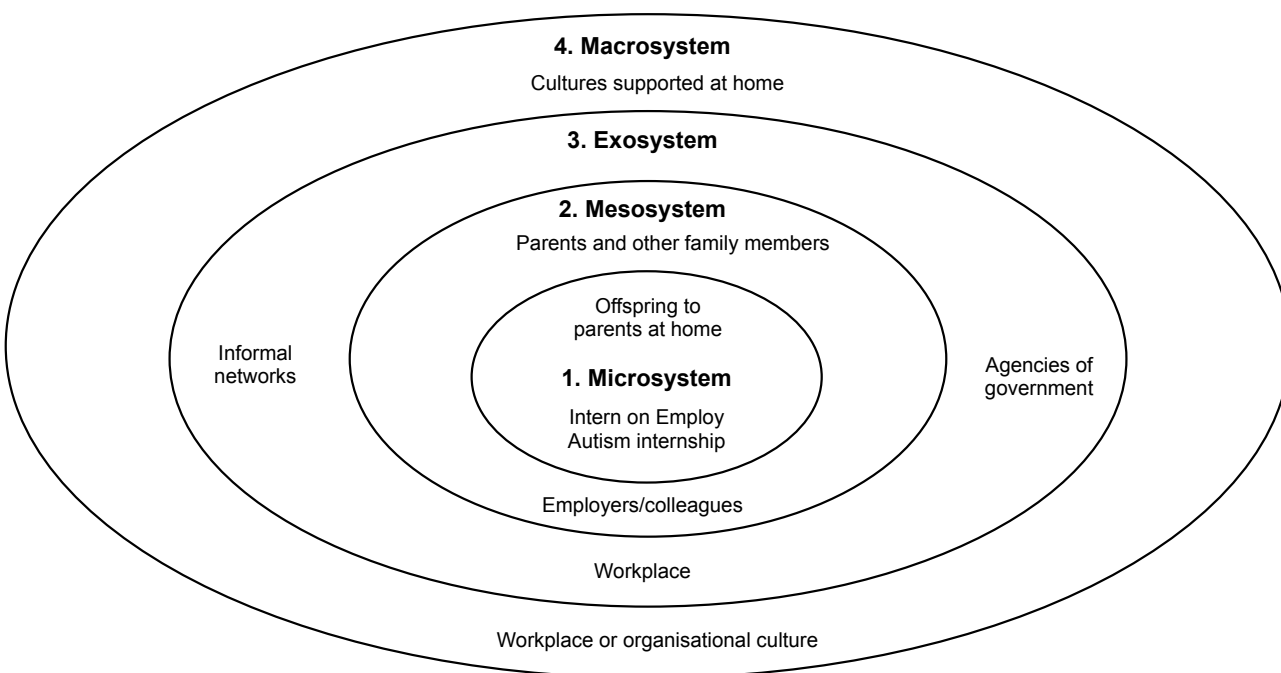 4. Macrosystem
Cultures supported at home
3. Exosystem
2. Mesosystem
Parents and other family members
Offspring to
parents at home
Informal
networks
1. Microsystem
Agencies of
government
Intern on Employ
Autism internship
Employers/colleagues
Workplace
Workplace or organisational culture